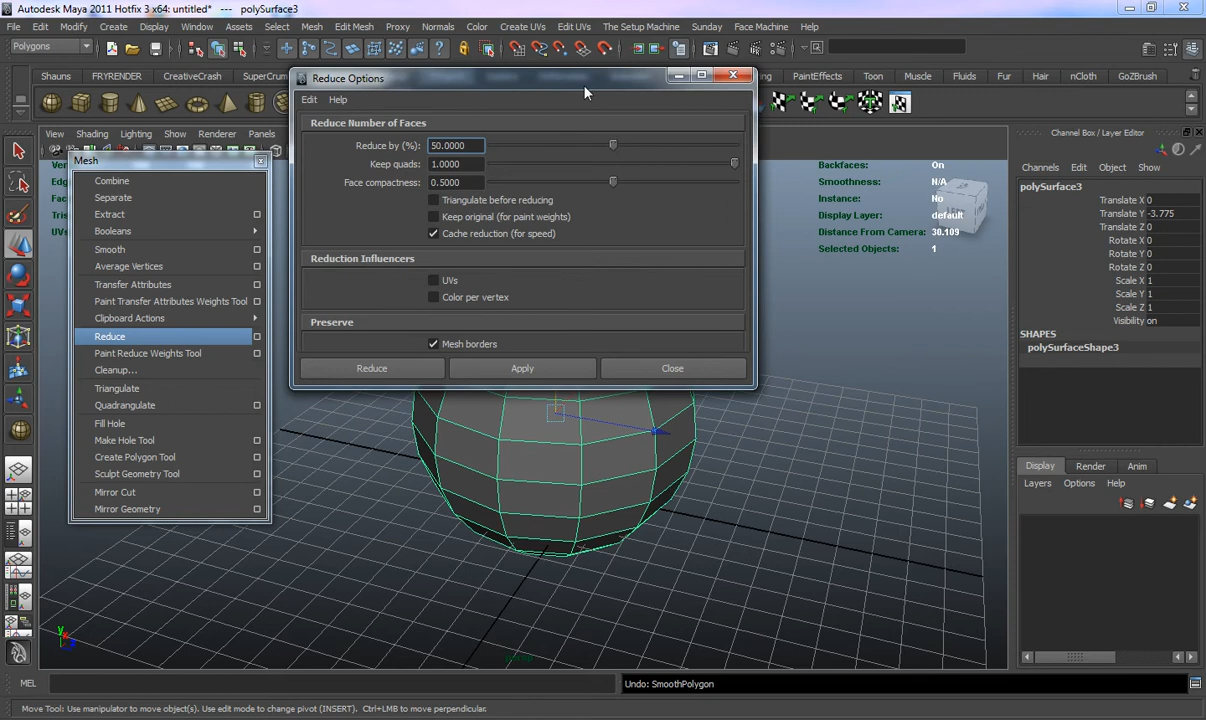 Autodesk Maya 2011 Hotfix 3 x64: untitled* --- polySurface3
File Edit Modify Create Display Window Assets Select Mesh Edit Mesh Proxy Normals Color Create UVs Edit UVs The Setup Machine Sunday Muscle Face Machine Help
Polygons
Shauns FRYRENDER CreativeCrash SuperCrum PaintEffects Toon Muscle Fluids Fur Hair nCloth GoZBrush
View Shading Lighting Show Renderer Panels
Channel Box / Layer Editor
Channels Edit Object Show
polySurface3
Translate X 0
Translate Y -3.775
Translate Z 0
Rotate X 0
Rotate Y 0
Rotate Z 0
Scale X 1
Scale Y 1
Scale Z 1
Visibility on
SHAPES
polySurfaceShape3
Display Render Anim
Layers Options Help
Mesh
Combine
Separate
Extract
Booleans
Smooth
Average Vertices
Transfer Attributes
Paint Transfer Attributes Weights Tool
Clipboard Actions
Reduce
Paint Reduce Weights Tool
Cleanup...
Triangulate
Quadrangulate
Fill Hole
Make Hole Tool
Create Polygon Tool
Sculpt Geometry Tool
Mirror Cut
Mirror Geometry
Reduce Options
Edit Help
Reduce Number of Faces
Reduce by (%): 50.0000
Keep quads: 1.0000
Face compactness: 0.5000
Triangulate before reducing
Keep original (for paint weights)
Cache reduction (for speed)
Reduction Influencers
UVs
Color per vertex
Preserve
Mesh borders
Reduce Apply Close
Backfaces: On
Smoothness: N/A
Instance: No
Display Layer: default
Distance From Camera: 30.109
Selected Objects: 1
persp
MEL
Undo: SmoothPolygon
Move Tool: Use manipulator to move object(s). Use edit mode to change pivot (INSERT). Ctrl+LMB to move perpendicular.